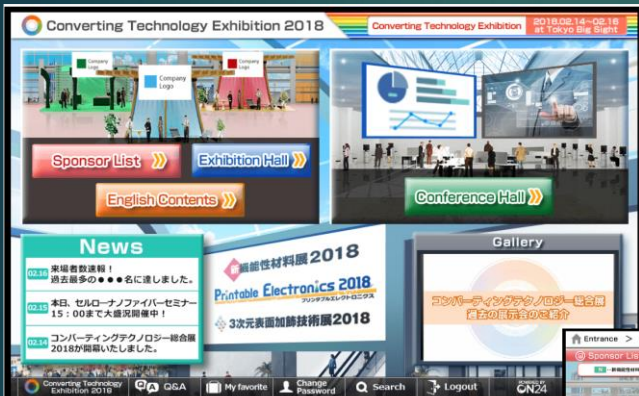 Converting Technology Exhibition 2018
Converting Technology Exhibition
2018.02.14~02.16
at Tokyo Big Sight
Company
Logo
Company
Logo
Company
Logo
Sponsor List
Exhibition Hall
English Contents
Conference Hall
News
02.16 来場者数速報!
過去最多の●●●名に達しました。
02.15 本日、セルローナノファイバーセミナー
15:00まで大盛況開催中!
02.14 コンバーティングテクノロジー総合展
2018が開幕いたしました。
新機能性材料展2018
Printable Electronics 2018
プリンタブルエレクトロニクス
3次元表面加飾技術展2018
Gallery
コンバーティングテクノロジー総合展
過去の展示会のご紹介
Entrance >
Sponsor List
新機能性材料
Converting Technology
Exhibition 2018
QA Q&A
My favorite
Change
Password
Search
Logout
POWERED BY
ON24